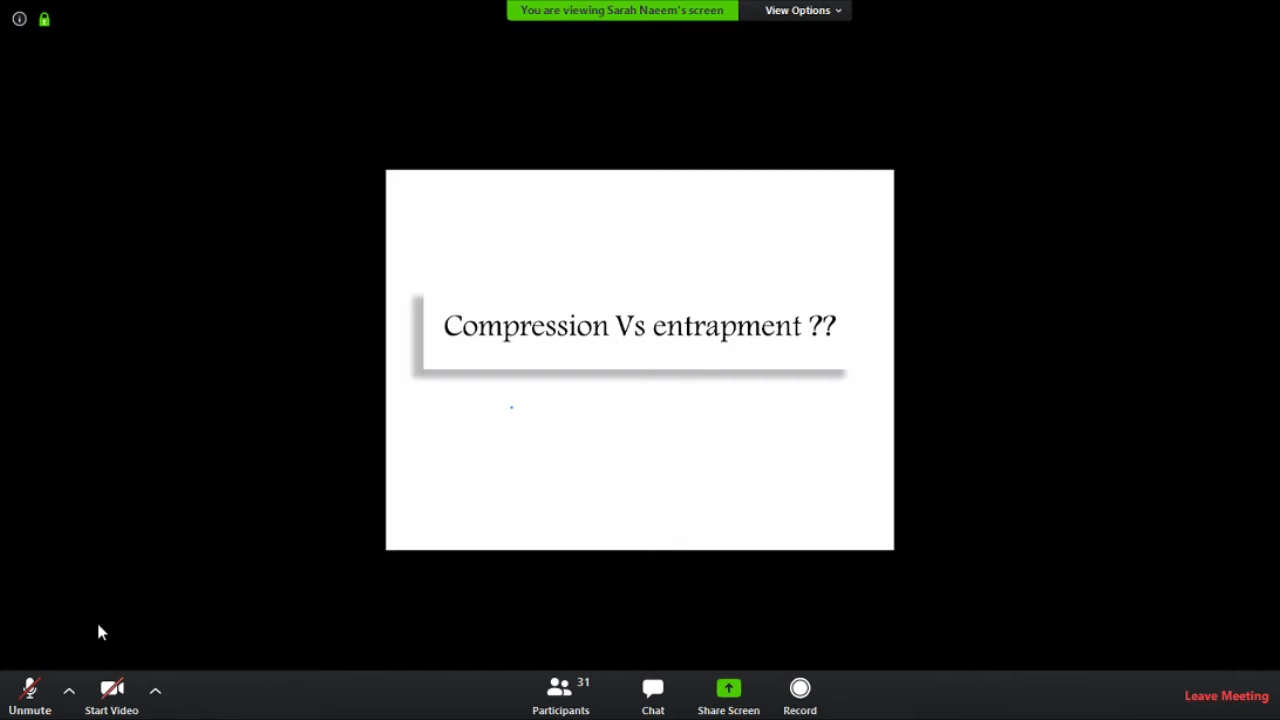 You are viewing Sarah Naeem's screen
View Options
Compression Vs entrapment ??
Unmute
Start Video
31
Participants
Chat
Share Screen
Record
Leave Meeting